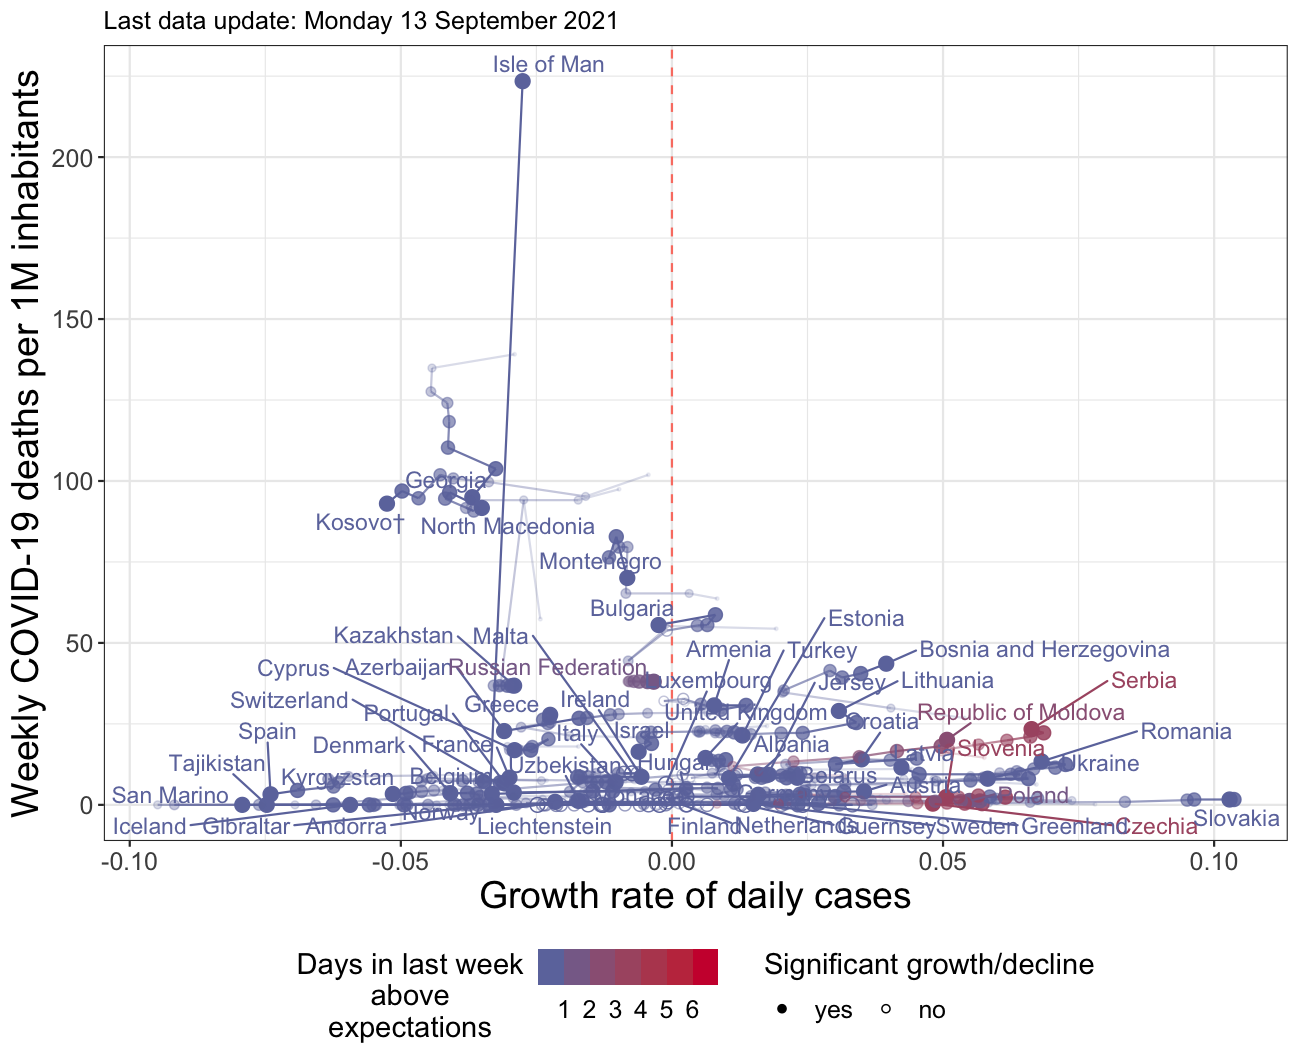 Last data update: Monday 13 September 2021
Weekly COVID-19 deaths per 1M inhabitants
200
150
100
50
0
Isle of Man
Georgia
Kosovo†
North Macedonia
Montenegro
Bulgaria
Estonia
Kazakhstan
Malta
Armenia
Turkey
Bosnia and Herzegovina
Cyprus
Azerbaijan
Russian Federation
Luxembourg
Jersey
Lithuania
Serbia
Switzerland
Greece
Ireland
Portugal
United Kingdom
Croatia
Republic of Moldova
Spain
Denmark
France
Italy
Israel
Albania
Latvia
Slovenia
Romania
Tajikistan
Kyrgyzstan
Belgium
Uzbekistan
Hungary
Belarus
Austria
Ukraine
San Marino
Norway
Poland
Iceland
Gibraltar
Andorra
Liechtenstein
Finland
Netherlands
Guernsey
Sweden
Greenland
Czechia
Slovakia
-0.10
-0.05
0.00
0.05
0.10
Growth rate of daily cases
Days in last week
above
expectations
1 2 3 4 5 6
Significant growth/decline
yes
no